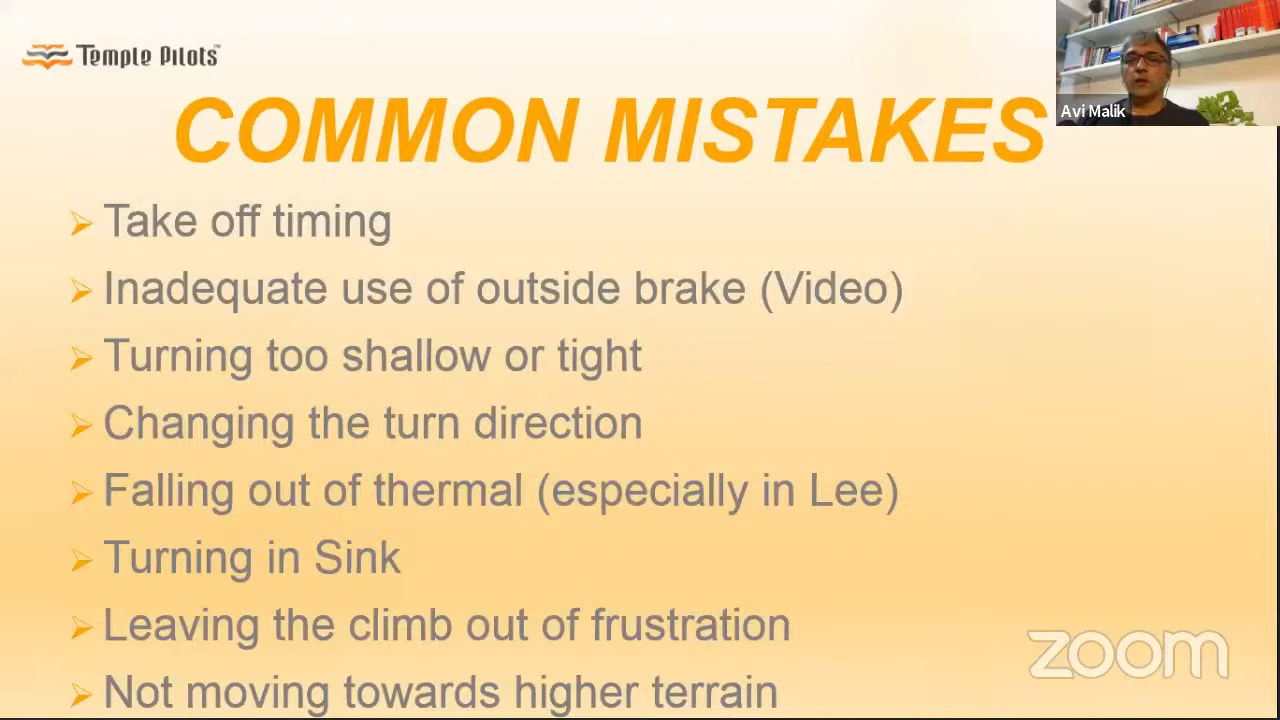 Temple Pilots™
Avi Malik
COMMON MISTAKES
Take off timing
Inadequate use of outside brake (Video)
Turning too shallow or tight
Changing the turn direction
Falling out of thermal (especially in Lee)
Turning in Sink
Leaving the climb out of frustration
Not moving towards higher terrain
zoom